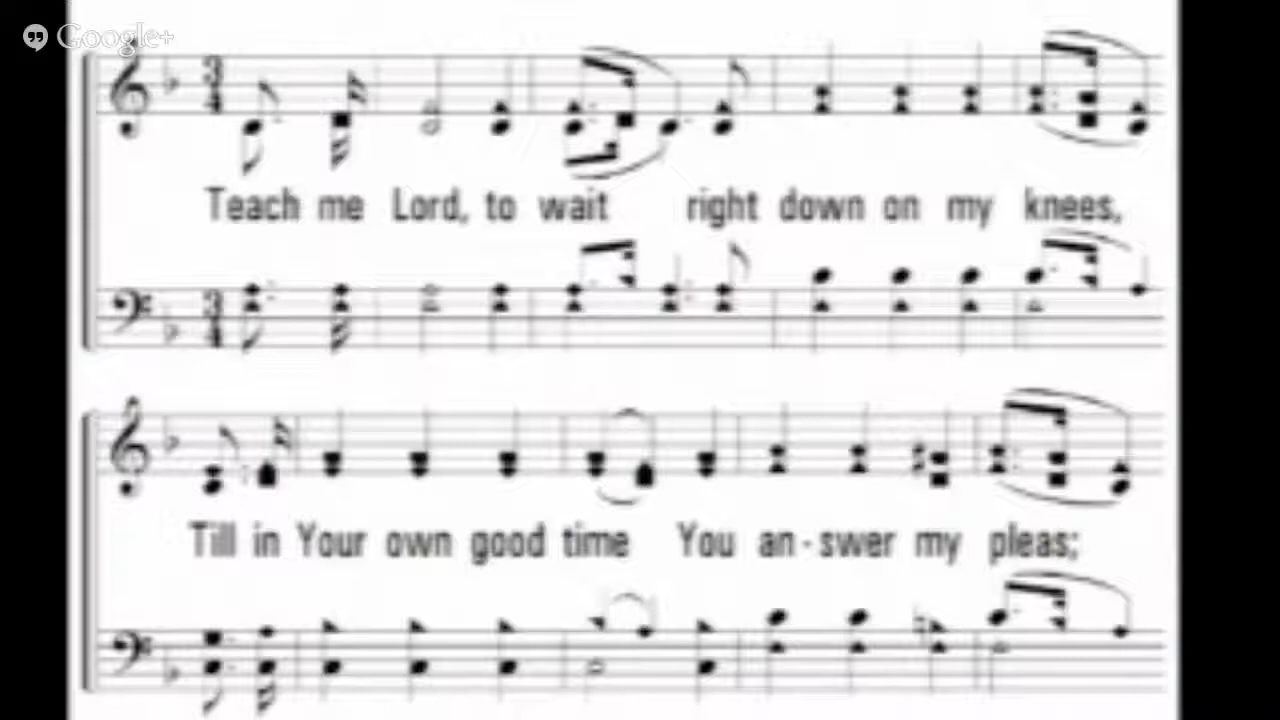 Google+
Teach me Lord, to wait right down on my knees,
Till in Your own good time You an-swer my pleas;